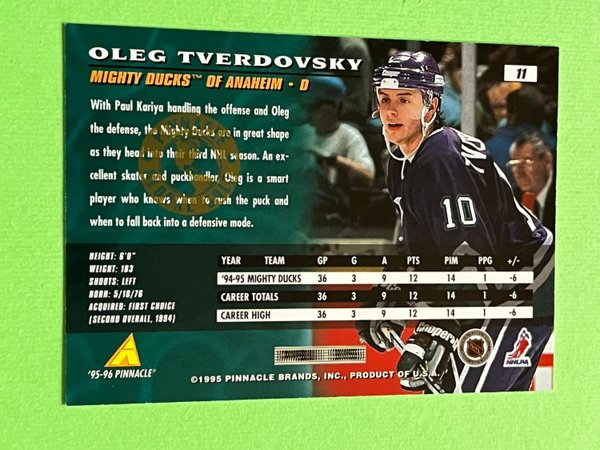 OLEG TVERDOVSKY
11
MIGHTY DUCKS™ OF ANAHEIM • D
With Paul Kariya handling the offense and Oleg
the defense, the Mighty Ducks are in great shape
as they head into their third NHL season. An ex-
cellent skater and puckhandler, Oleg is a smart
player who knows when to rush the puck and
when to fall back into a defensive mode.
Cooper
TVE
10
HEIGHT: 6'0"
WEIGHT: 183
SHOOTS: LEFT
BORN: 5/18/76
ACQUIRED: FIRST CHOICE
(SECOND OVERALL, 1994)
YEAR TEAM GP G A PTS PIM PPG +/-
'94-95 MIGHTY DUCKS 36 3 9 12 14 1 -6
CAREER TOTALS 36 3 9 12 14 1 -6
CAREER HIGH 36 3 9 12 14 1 -6
Cooper
NHLPA
'95-96 PINNACLE®
©1995 PINNACLE BRANDS, INC., PRODUCT OF U.S.A.